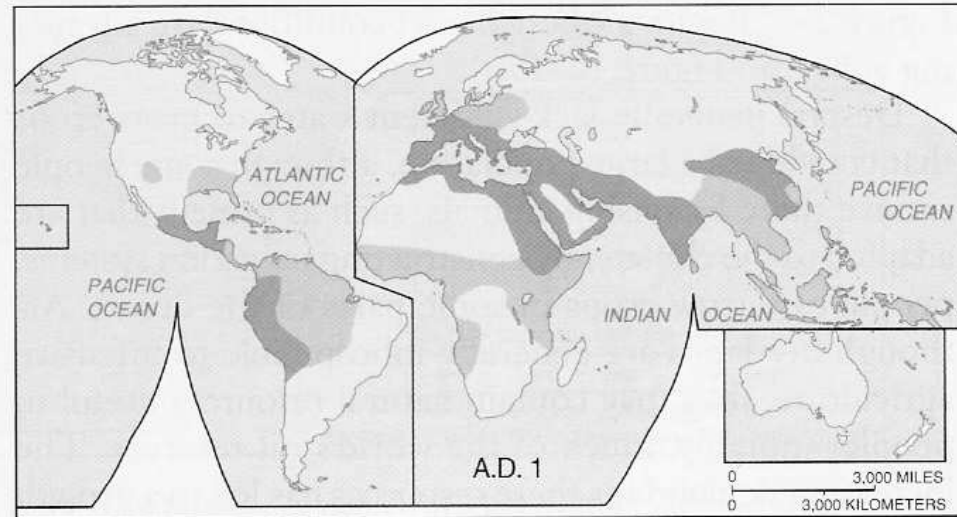 ATLANTIC
OCEAN
PACIFIC
OCEAN
PACIFIC
OCEAN
INDIAN
OCEAN
A.D. 1
0 3,000 MILES
0 3,000 KILOMETERS